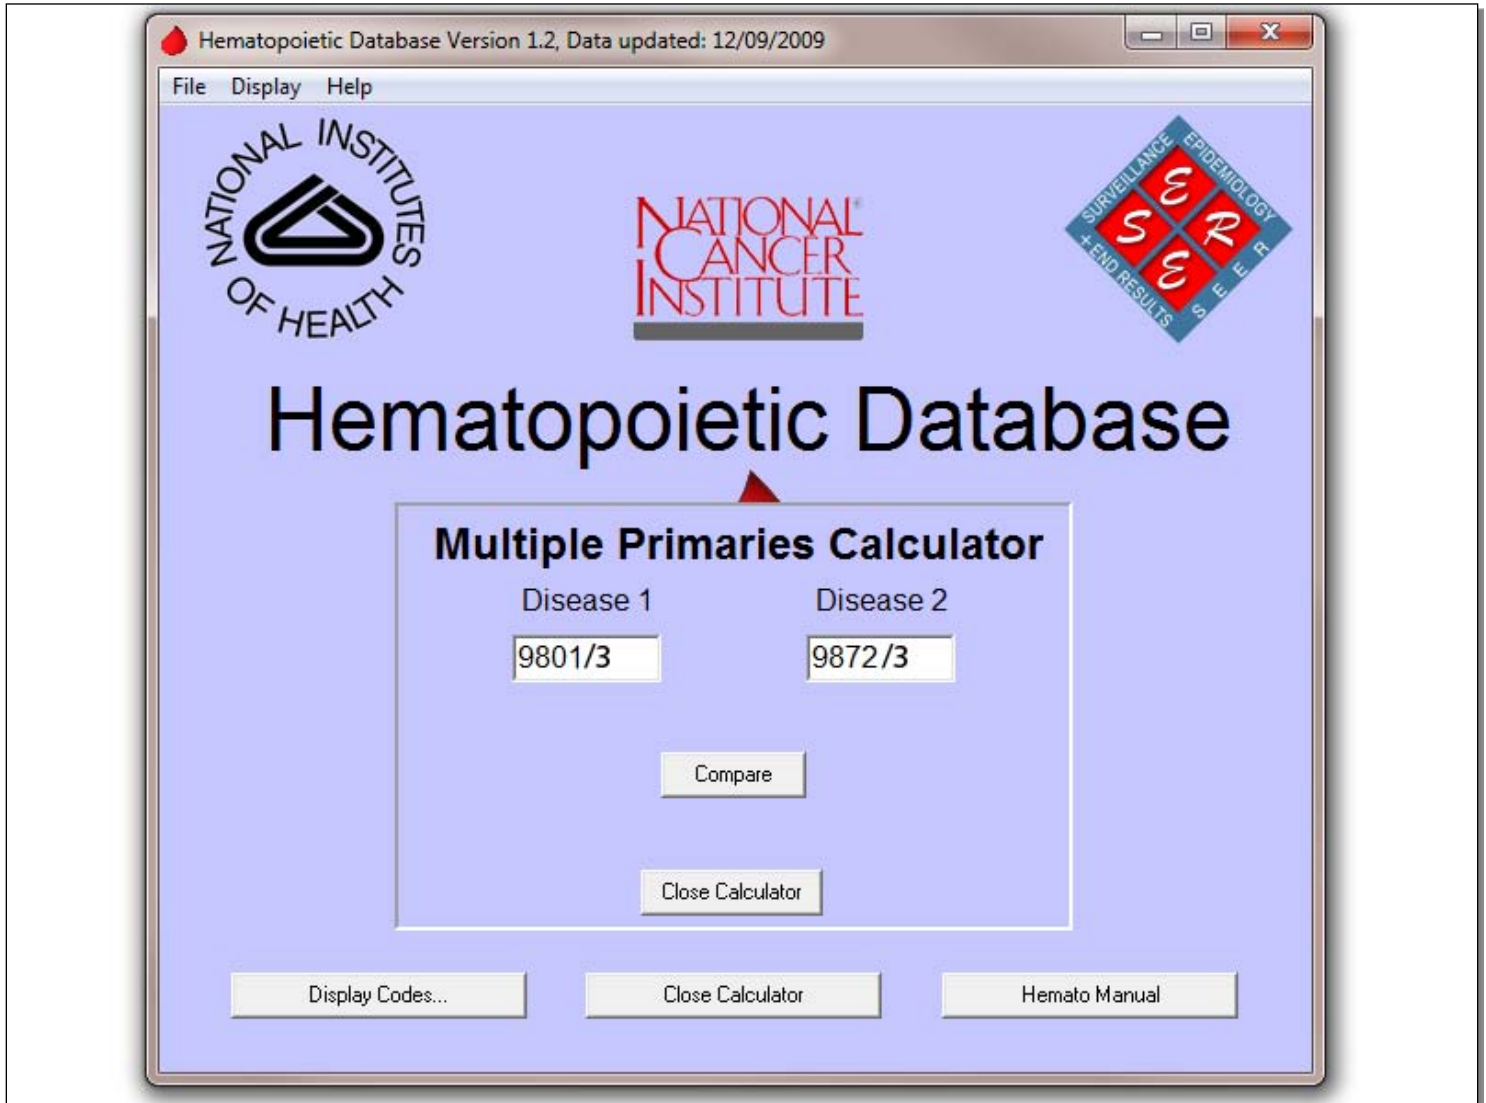 Hematopoietic Database Version 1.2, Data updated: 12/09/2009
File Display Help
NATIONAL INSTITUTES OF HEALTH
NATIONAL
CANCER
INSTITUTE
SURVEILLANCE EPIDEMIOLOGY
+ END RESULTS SEER
S E R E
Hematopoietic Database
Multiple Primaries Calculator
Disease 1 Disease 2
9801/3 9872/3
Compare
Close Calculator
Display Codes... Close Calculator Hemato Manual